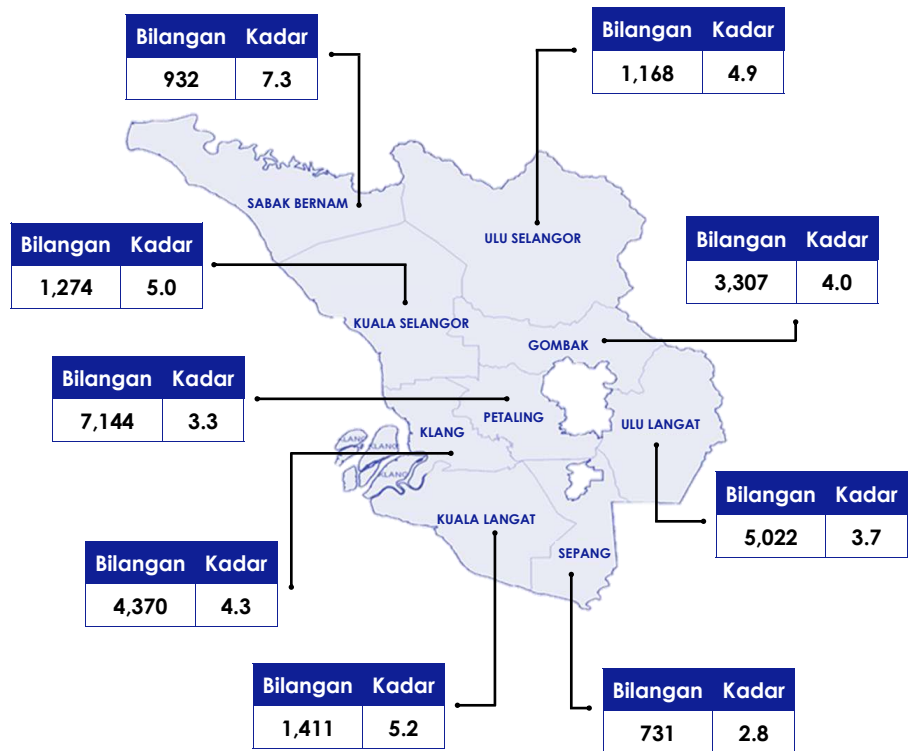 Bilangan Kadar
932 7.3
Bilangan Kadar
1,168 4.9
SABAK BERNAM
ULU SELANGOR
Bilangan Kadar
1,274 5.0
Bilangan Kadar
3,307 4.0
KUALA SELANGOR
GOMBAK
Bilangan Kadar
7,144 3.3
PETALING
ULU LANGAT
KLANG
KLANG
KLANG
KLANG
Bilangan Kadar
5,022 3.7
KUALA LANGAT
SEPANG
Bilangan Kadar
4,370 4.3
Bilangan Kadar
1,411 5.2
Bilangan Kadar
731 2.8